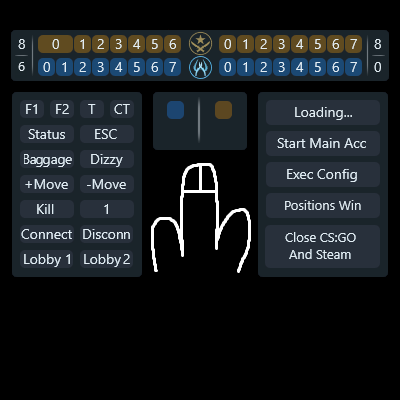 8 0 1 2 3 4 5 6 0 1 2 3 4 5 6 7 8
6 0 1 2 3 4 5 6 7 0 1 2 3 4 5 6 7 0
F1 F2 T CT
Status ESC
Baggage Dizzy
+Move -Move
Kill 1
Connect Disconn
Lobby 1 Lobby 2
Loading...
Start Main Acc
Exec Config
Positions Win
Close CS:GO
And Steam